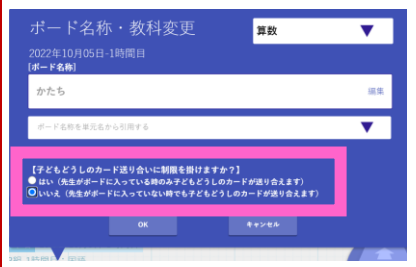 ボード名称・教科変更
算数
2022年10月05日-1時間目
[ボード名称]
かたち
編集
ボード名称を単元名から引用する
【子どもどうしのカード送り合いに制限を掛けますか?】
はい（先生がボードに入っている時のみ子どもどうしのカードが送り合えます）
いいえ（先生がボードに入っていない時でも子どもどうしのカードが送り合えます）
OK
キャンセル